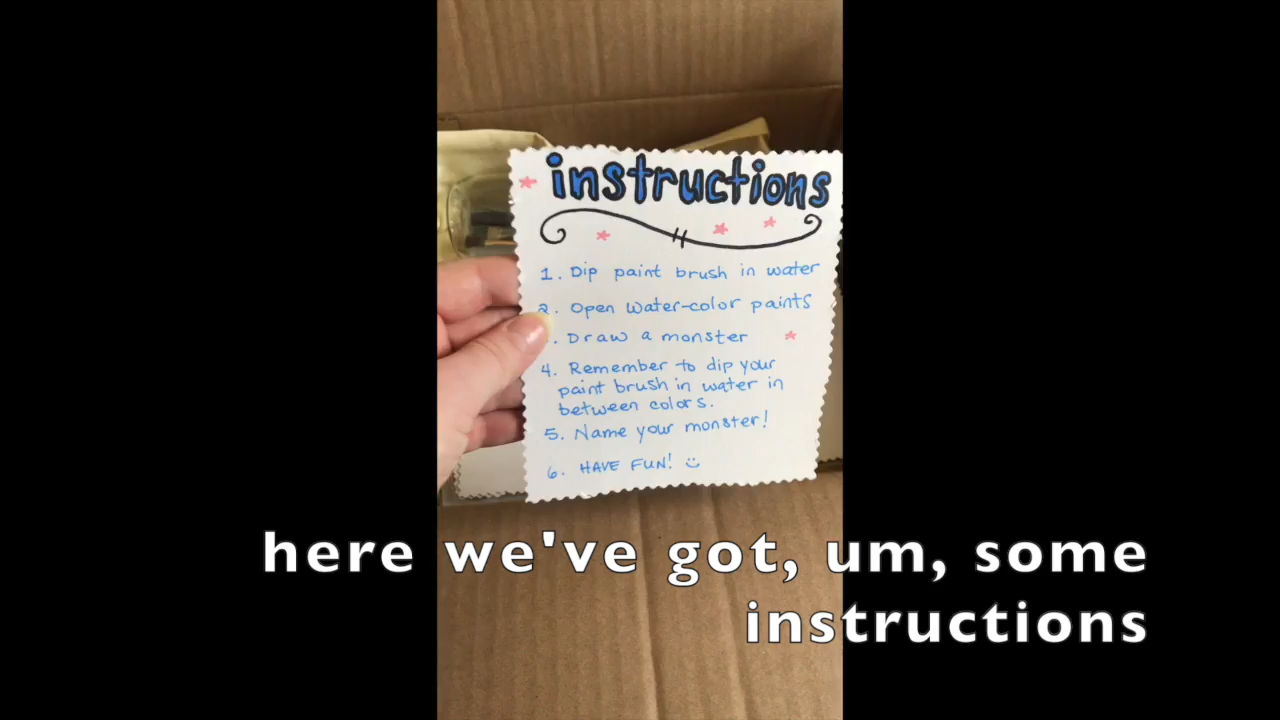 instructions
1. Dip paint brush in water
2. Open water-color paints
. Draw a monster
4. Remember to dip your
paint brush in water in
between colors.
5. Name your monster!
6. HAVE FUN!
here we've got, um, some
instructions